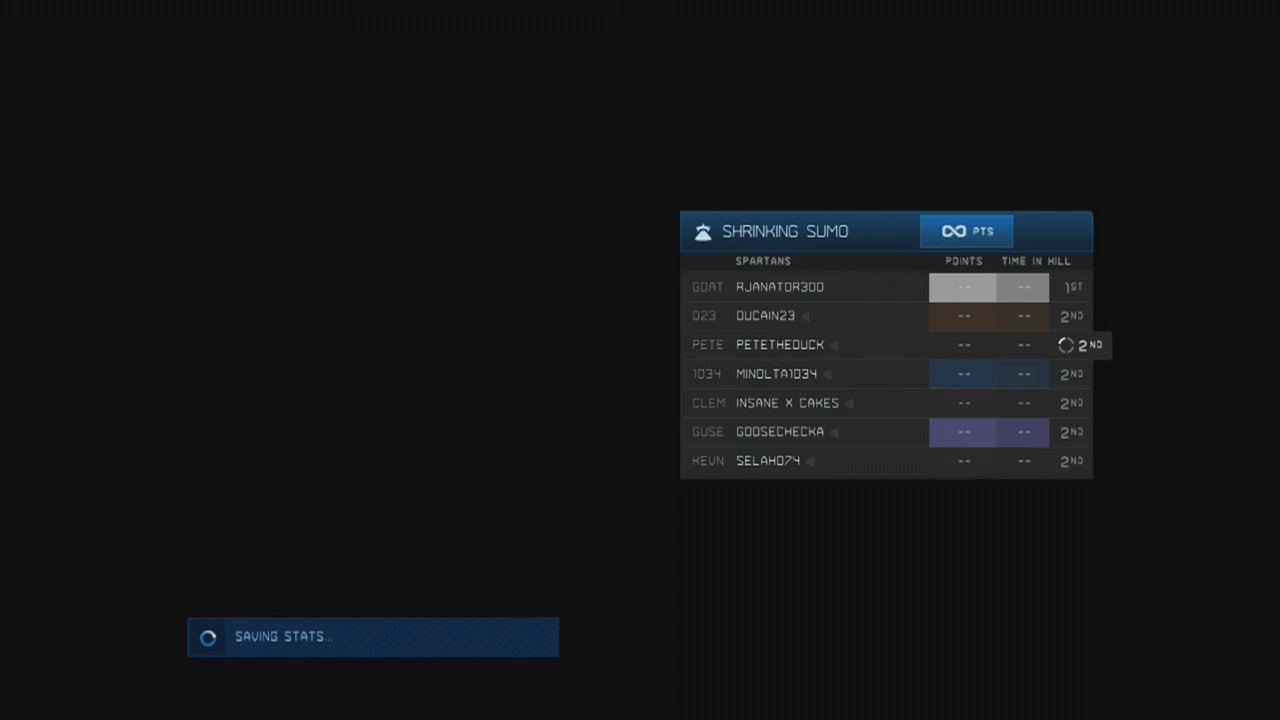 SHRINKING SUMO ∞ PTS
SPARTANS POINTS TIME IN HILL
GOAT RJANATOR300 -- -- 1ST
D23 DUCAIN23 -- -- 2ND
PETE PETETHEDUCK -- -- 2ND
1034 MINOLTA1034 -- -- 2ND
CLEM INSANE X CAKES -- -- 2ND
GUSE GOOSECHECKA -- -- 2ND
KEVN SELAH074 -- -- 2ND
SAVING STATS...